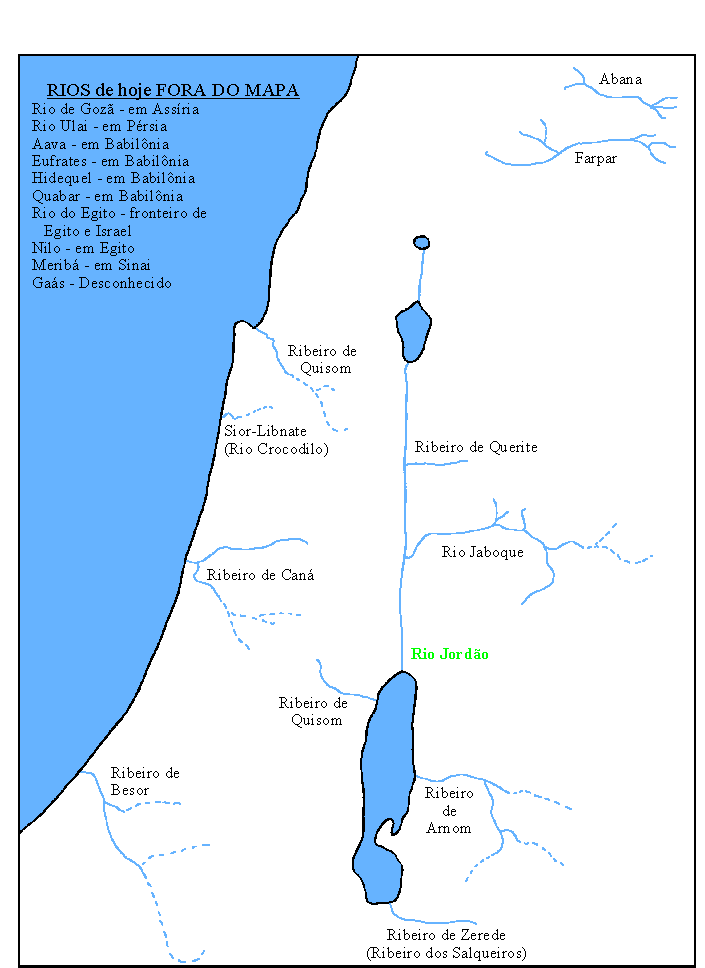 RIOS de hoje FORA DO MAPA
Rio de Gozã - em Assíria
Rio Ulai - em Pérsia
Aava - em Babilônia
Eufrates - em Babilônia
Hidequel - em Babilônia
Quabar - em Babilônia
Rio do Egito - fronteiro de
Egito e Israel
Nilo - em Egito
Meribá - em Sinai
Gaás - Desconhecido
Abana
Farpar
Ribeiro de
Quisom
Sior-Libnate
(Rio Crocodilo)
Ribeiro de Querite
Rio Jaboque
Ribeiro de Caná
Rio Jordão
Ribeiro de
Quisom
Ribeiro de
Besor
Ribeiro
de
Arnom
Ribeiro de Zerede
(Ribeiro dos Salqueiros)